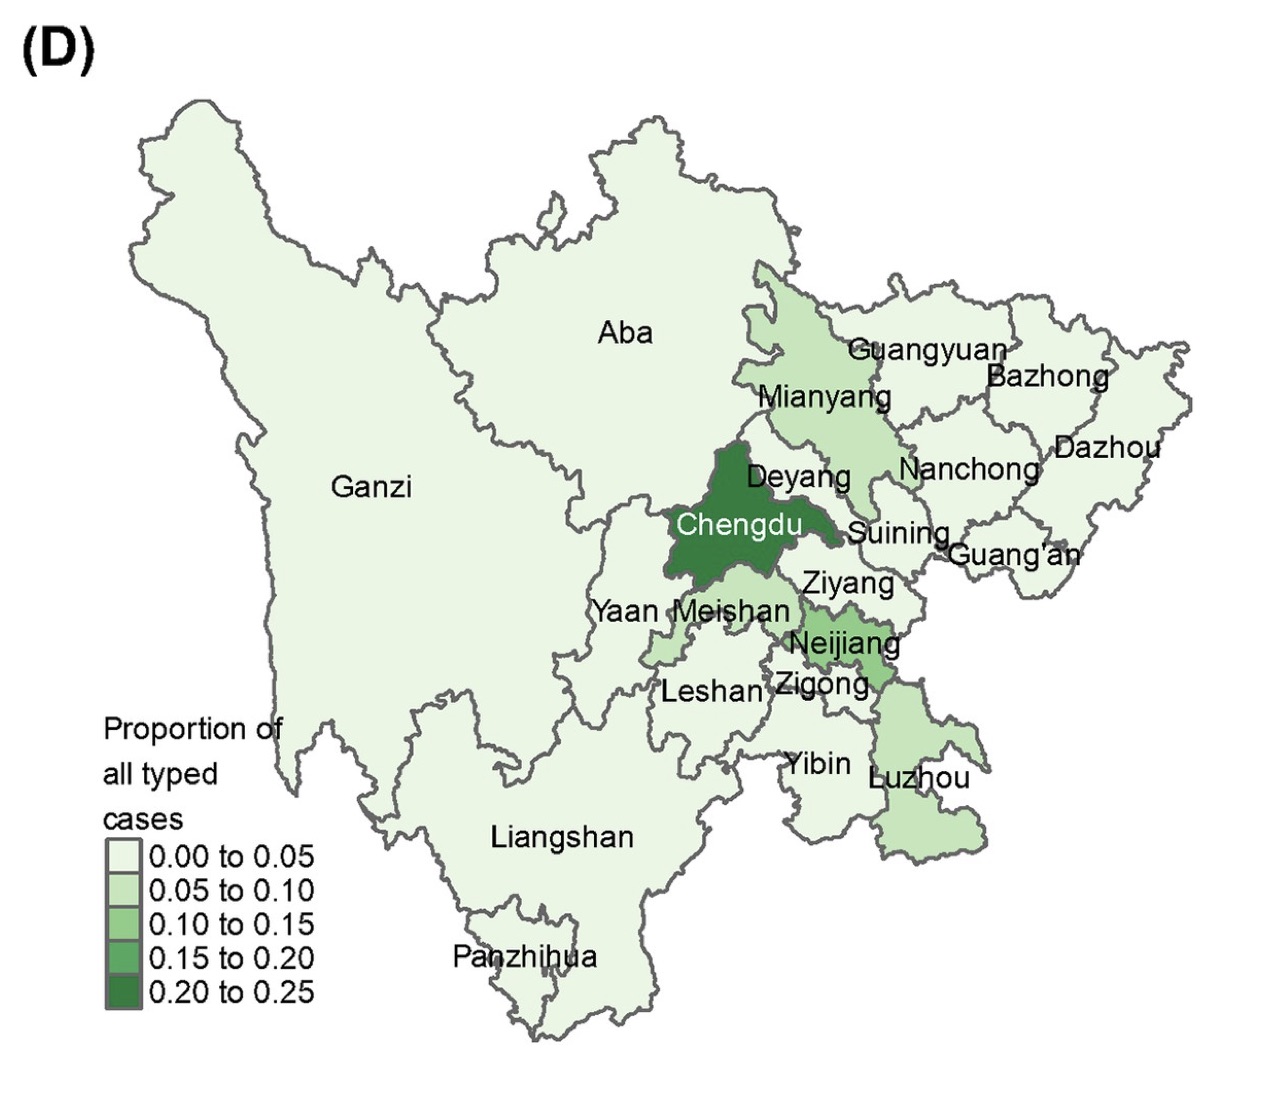 (D)
Aba
Guangyuan
Bazhong
Mianyang
Dazhou
Nanchong
Deyang
Ganzi
Chengdu
Suining
Guang'an
Ziyang
Yaan
Meishan
Neijiang
Leshan
Zigong
Yibin
Luzhou
Liangshan
Panzhihua
Proportion of
all typed
cases
0.00 to 0.05
0.05 to 0.10
0.10 to 0.15
0.15 to 0.20
0.20 to 0.25